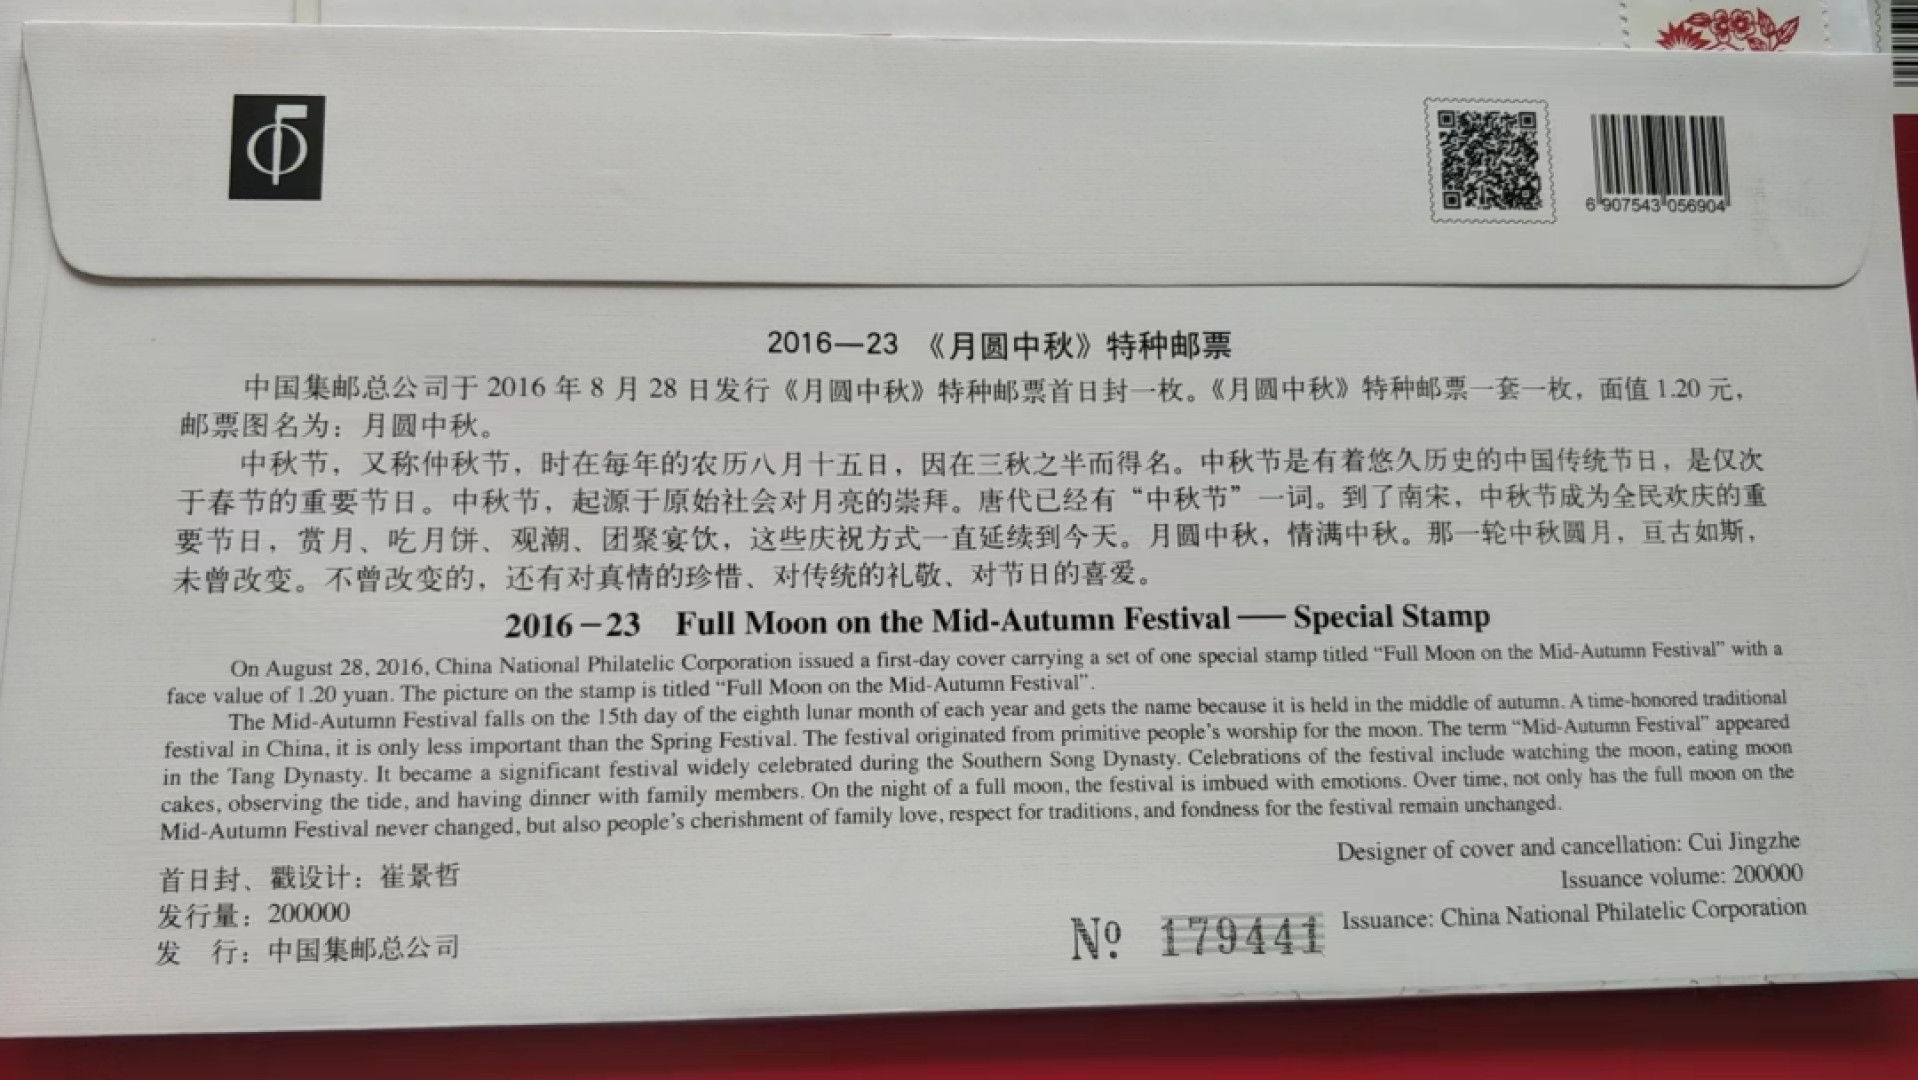 6 907543 056904
2016—23 《月圆中秋》特种邮票
中国集邮总公司于 2016 年 8 月 28 日发行《月圆中秋》特种邮票首日封一枚。《月圆中秋》特种邮票一套一枚，面值 1.20 元，
邮票图名为：月圆中秋。
中秋节，又称仲秋节，时在每年的农历八月十五日，因在三秋之半而得名。中秋节是有着悠久历史的中国传统节日，是仅次
于春节的重要节日。中秋节，起源于原始社会对月亮的崇拜。唐代已经有“中秋节”一词。到了南宋，中秋节成为全民欢庆的重
要节日，赏月、吃月饼、观潮、团聚宴饮，这些庆祝方式一直延续到今天。月圆中秋，情满中秋。那一轮中秋圆月，亘古如斯，
未曾改变。不曾改变的，还有对真情的珍惜、对传统的礼敬、对节日的喜爱。
2016－23 Full Moon on the Mid-Autumn Festival — Special Stamp
On August 28, 2016, China National Philatelic Corporation issued a first-day cover carrying a set of one special stamp titled “Full Moon on the Mid-Autumn Festival” with a
face value of 1.20 yuan. The picture on the stamp is titled “Full Moon on the Mid-Autumn Festival”.
The Mid-Autumn Festival falls on the 15th day of the eighth lunar month of each year and gets the name because it is held in the middle of autumn. A time-honored traditional
festival in China, it is only less important than the Spring Festival. The festival originated from primitive people’s worship for the moon. The term “Mid-Autumn Festival” appeared
in the Tang Dynasty. It became a significant festival widely celebrated during the Southern Song Dynasty. Celebrations of the festival include watching the moon, eating moon
cakes, observing the tide, and having dinner with family members. On the night of a full moon, the festival is imbued with emotions. Over time, not only has the full moon on the
Mid-Autumn Festival never changed, but also people’s cherishment of family love, respect for traditions, and fondness for the festival remain unchanged.
首日封、戳设计：崔景哲
发行量：200000
发 行：中国集邮总公司
Designer of cover and cancellation: Cui Jingzhe
Issuance volume: 200000
Issuance: China National Philatelic Corporation
Nº 179441